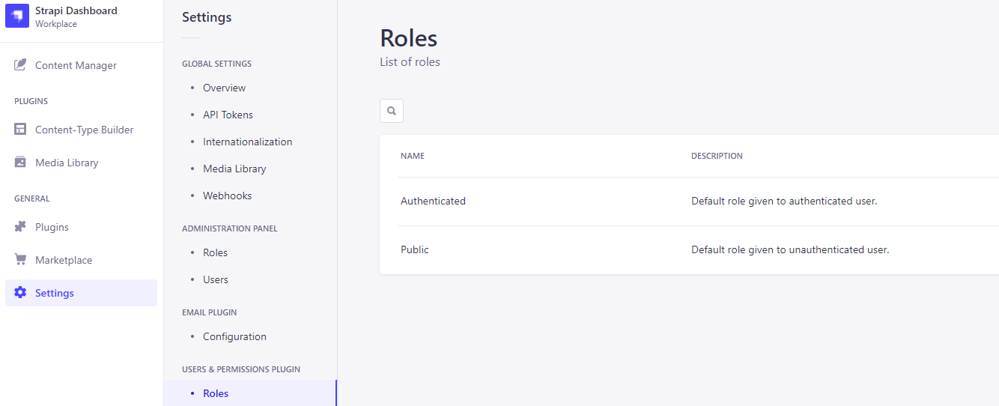 Strapi Dashboard
Workplace
Content Manager
PLUGINS
Content-Type Builder
Media Library
GENERAL
Plugins
Marketplace
Settings
Settings
GLOBAL SETTINGS
Overview
API Tokens
Internationalization
Media Library
Webhooks
ADMINISTRATION PANEL
Roles
Users
EMAIL PLUGIN
Configuration
USERS & PERMISSIONS PLUGIN
Roles
Roles
List of roles
NAME DESCRIPTION
Authenticated Default role given to authenticated user.
Public Default role given to unauthenticated user.